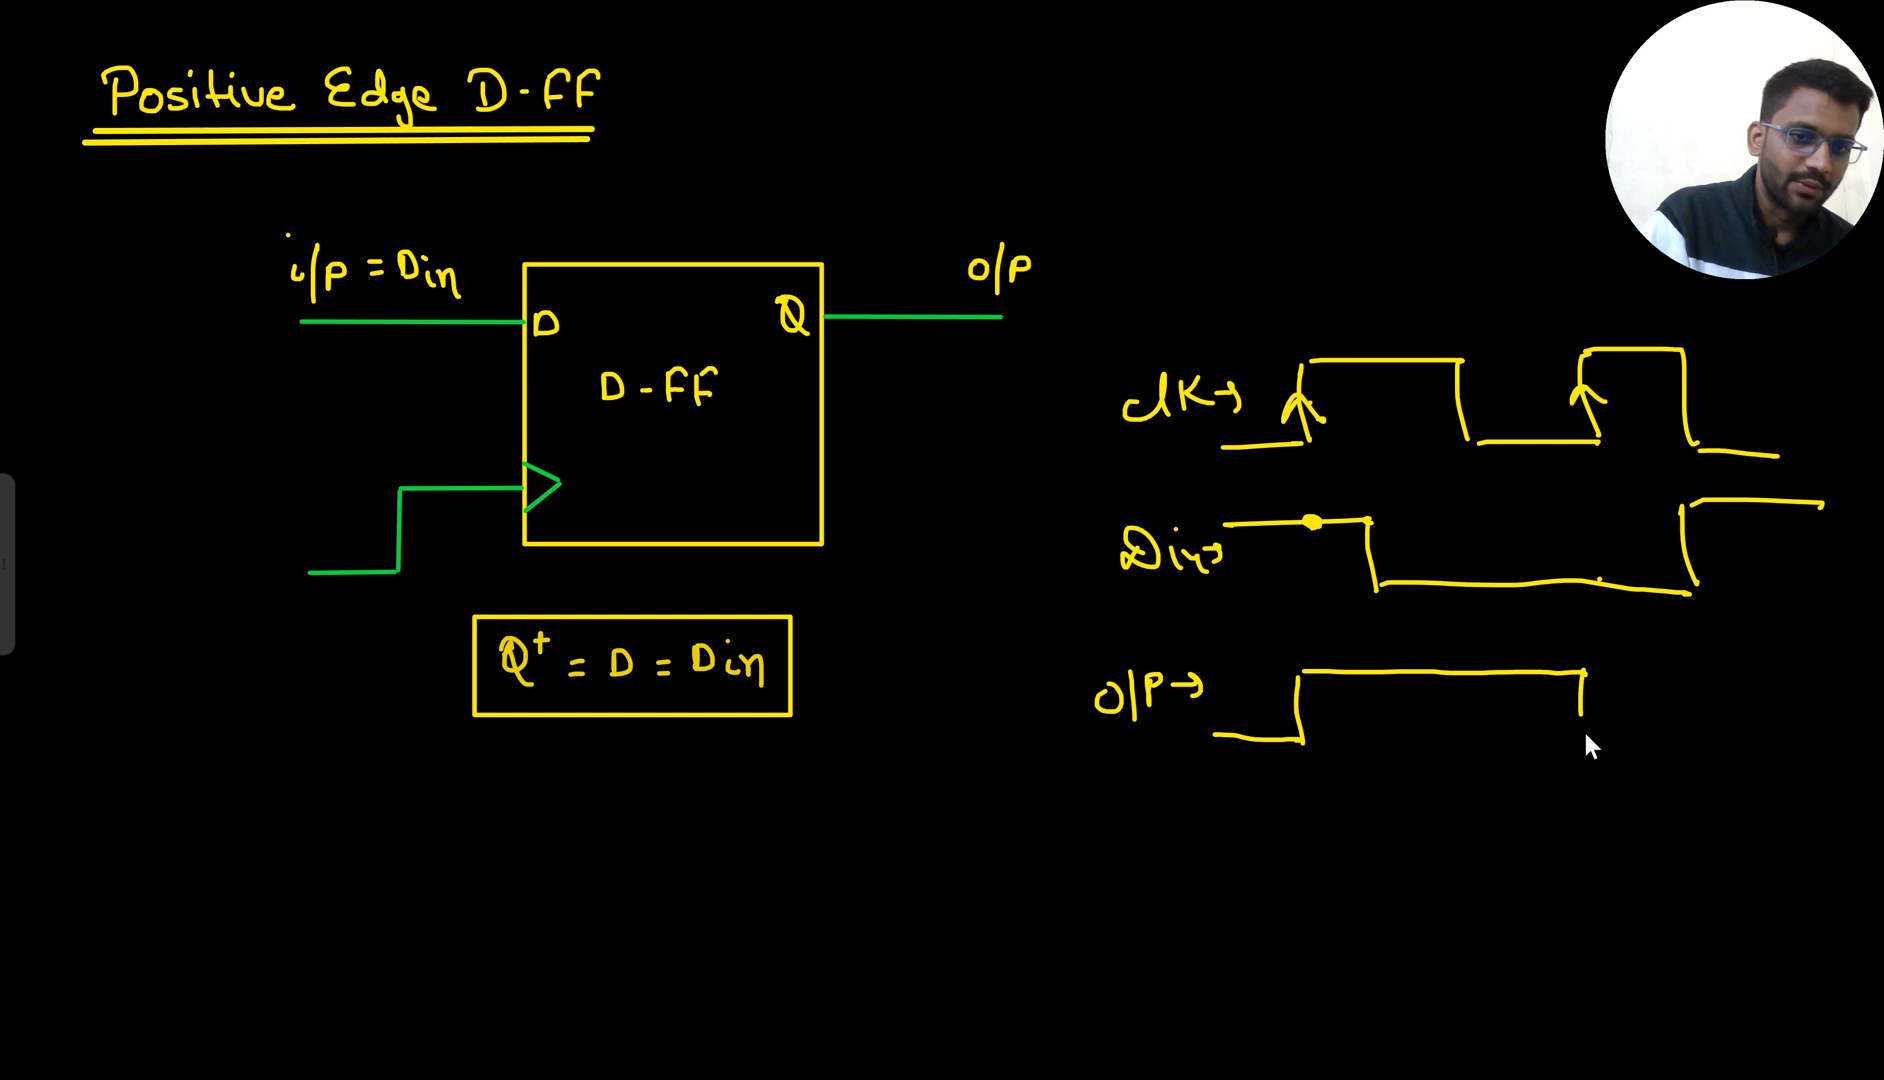 Positive Edge D-FF
i/p = Din
o/p
D
Q
D-FF
clk→
Din→
Q⁺ = D = Din
O/P→